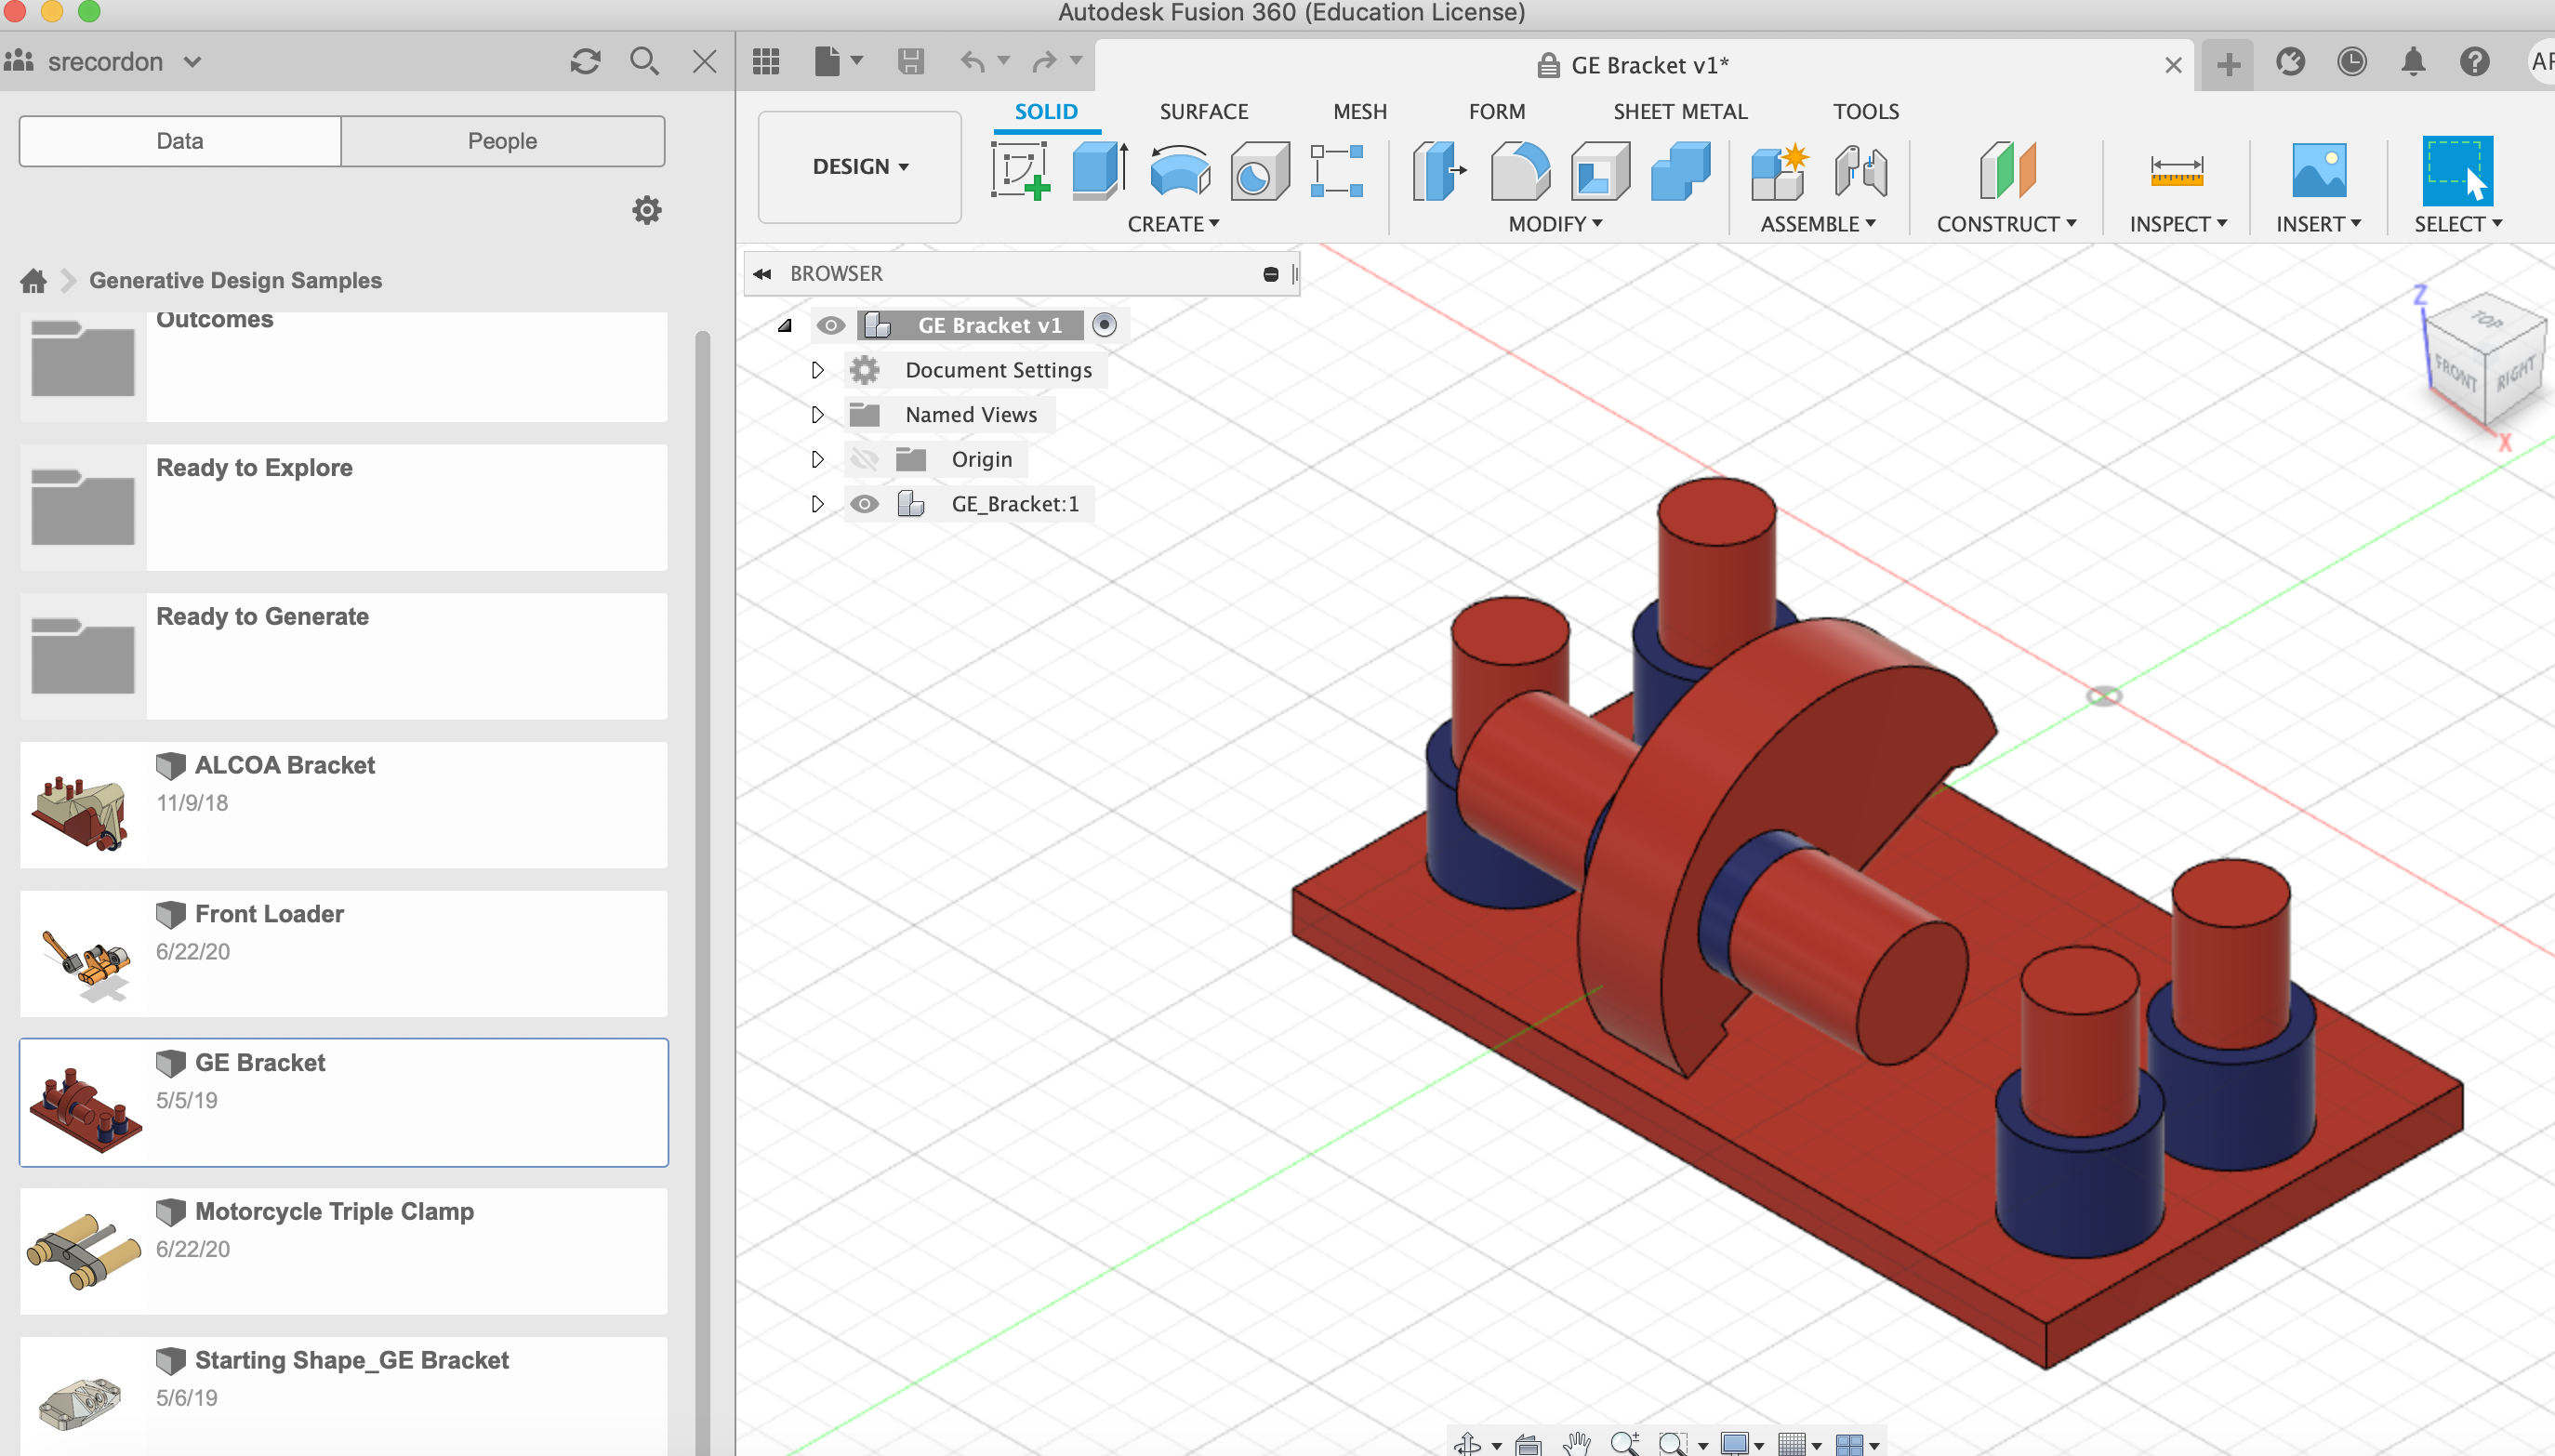 Autodesk Fusion 360 (Education License)
srecordon
GE Bracket v1*
Data
People
Generative Design Samples
Outcomes
Ready to Explore
Ready to Generate
ALCOA Bracket
11/9/18
Front Loader
6/22/20
GE Bracket
5/5/19
Motorcycle Triple Clamp
6/22/20
Starting Shape_GE Bracket
5/6/19
DESIGN
SOLID
SURFACE
MESH
FORM
SHEET METAL
TOOLS
CREATE
MODIFY
ASSEMBLE
CONSTRUCT
INSPECT
INSERT
SELECT
BROWSER
GE Bracket v1
Document Settings
Named Views
Origin
GE_Bracket:1
Z
TOP
FRONT
RIGHT
X